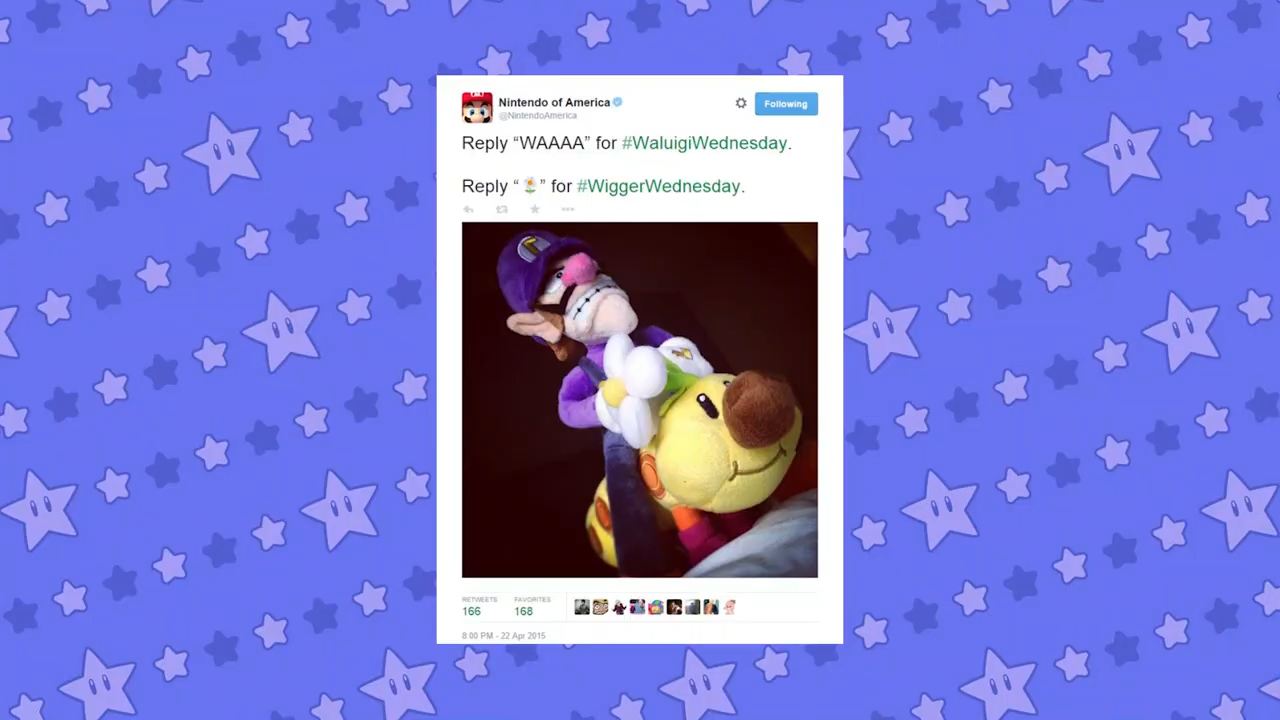 Nintendo of America
@NintendoAmerica
Following
Reply “WAAAA” for #WaluigiWednesday.
Reply “🌼” for #WiggerWednesday.
RETWEETS
166
FAVORITES
168
8:00 PM - 22 Apr 2015